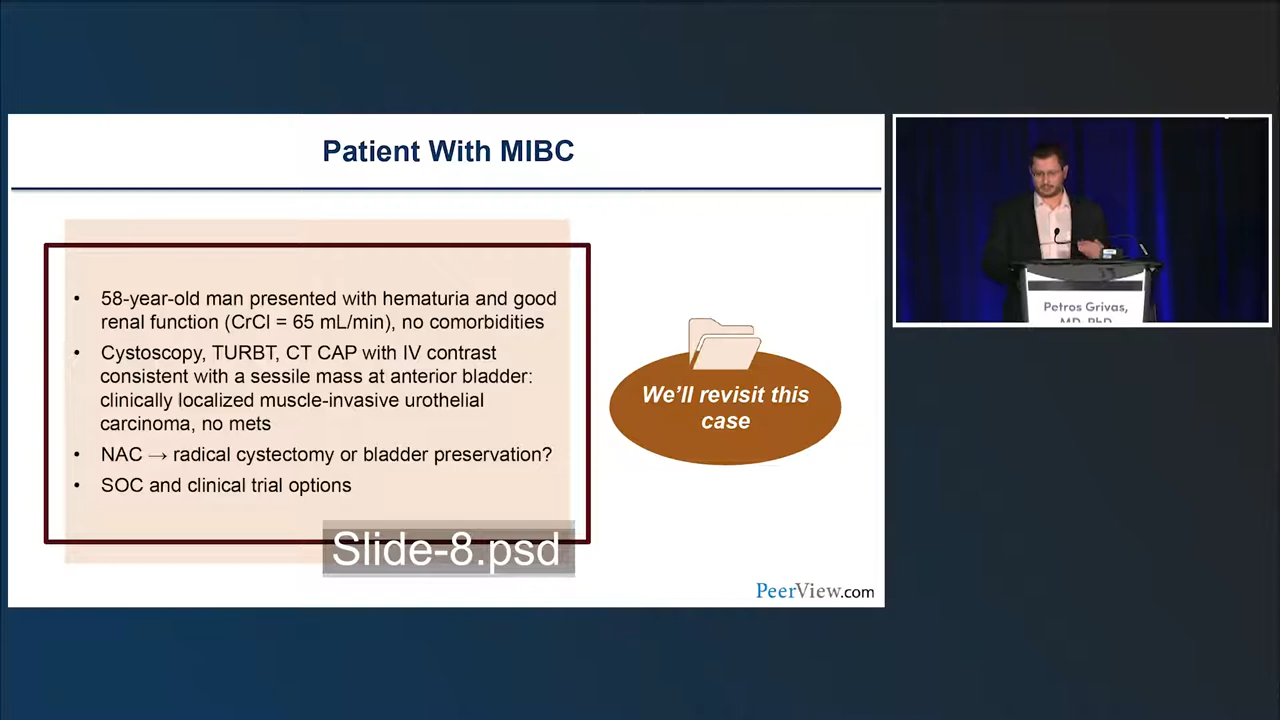 Patient With MIBC
• 58-year-old man presented with hematuria and good
renal function (CrCl = 65 mL/min), no comorbidities
• Cystoscopy, TURBT, CT CAP with IV contrast
consistent with a sessile mass at anterior bladder:
clinically localized muscle-invasive urothelial
carcinoma, no mets
• NAC → radical cystectomy or bladder preservation?
• SOC and clinical trial options
We’ll revisit this
case
Slide-8.psd
PeerView.com
Petros Grivas,
MD, PhD